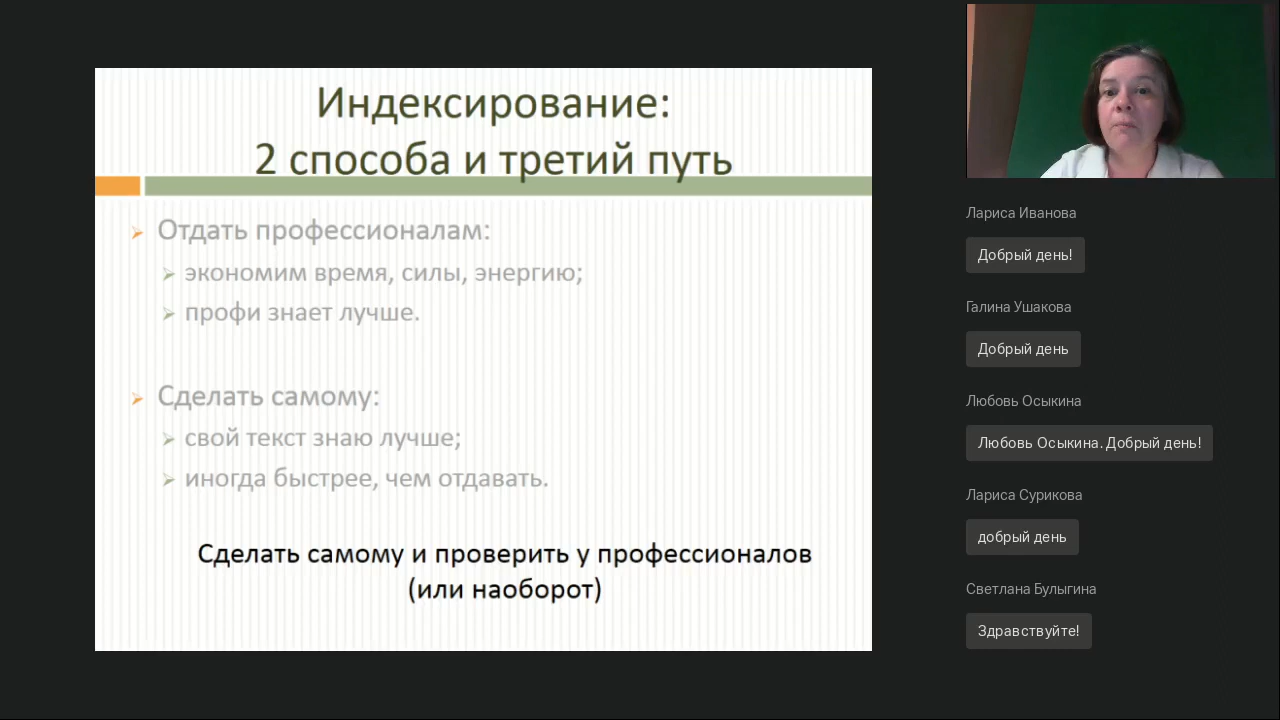 Индексирование:
2 способа и третий путь
Отдать профессионалам:
экономим время, силы, энергию;
профи знает лучше.
Сделать самому:
свой текст знаю лучше;
иногда быстрее, чем отдавать.
Сделать самому и проверить у профессионалов
(или наоборот)
Лариса Иванова
Добрый день!
Галина Ушакова
Добрый день
Любовь Осыкина
Любовь Осыкина. Добрый день!
Лариса Сурикова
добрый день
Светлана Булыгина
Здравствуйте!